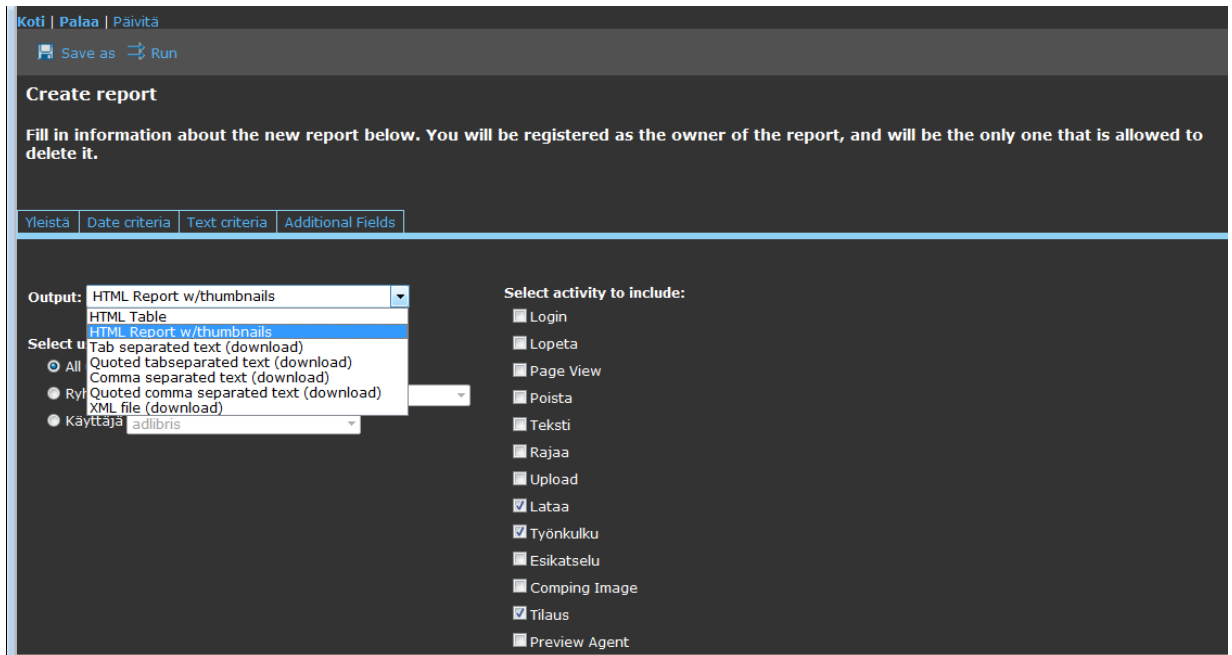 Koti | Palaa | Päivitä
Save as Run
Create report
Fill in information about the new report below. You will be registered as the owner of the report, and will be the only one that is allowed to
delete it.
Yleistä Date criteria Text criteria Additional Fields
Output: HTML Report w/thumbnails
HTML Table
HTML Report w/thumbnails
Tab separated text (download)
Quoted tabseparated text (download)
Comma separated text (download)
Quoted comma separated text (download)
XML file (download)
Select u
All
Ryh
Käyttäjä adlibris
Select activity to include:
Login
Lopeta
Page View
Poista
Teksti
Rajaa
Upload
Lataa
Työnkulku
Esikatselu
Comping Image
Tilaus
Preview Agent